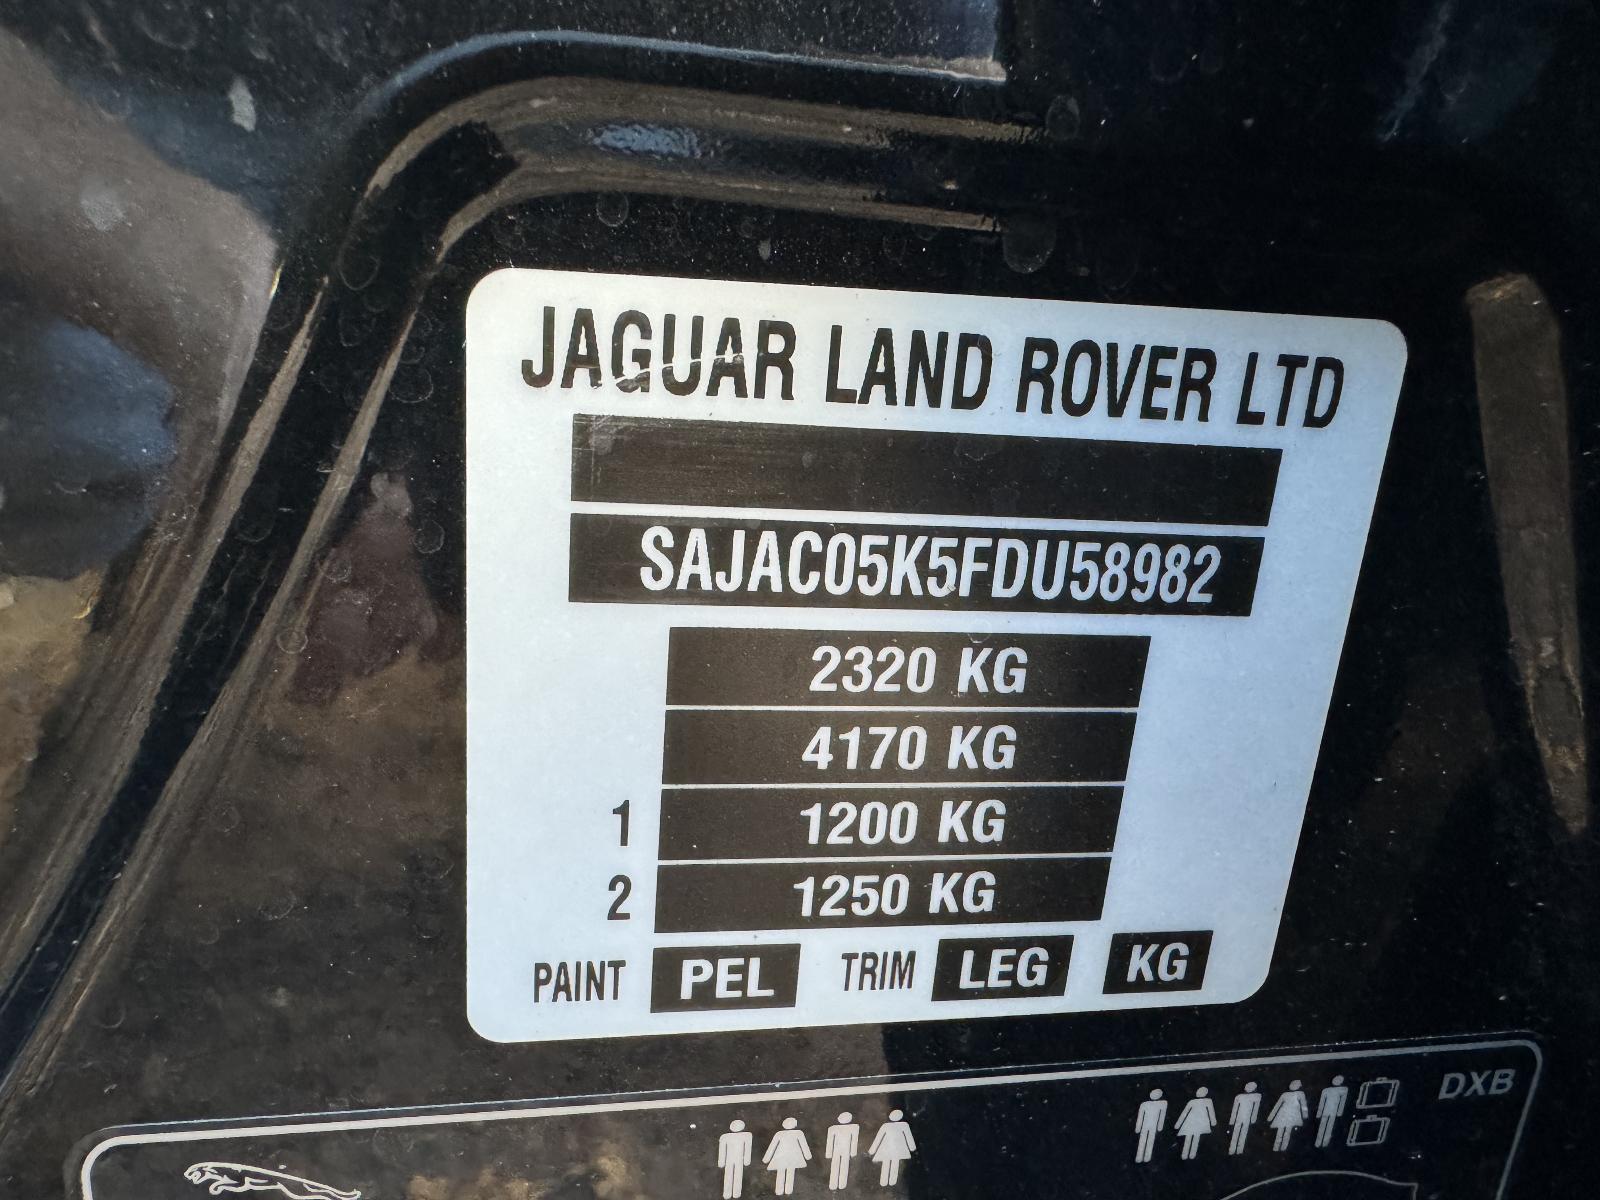 JAGUAR LAND ROVER LTD
SAJAC05K5FDU58982
2320 KG
4170 KG
1 1200 KG
2 1250 KG
PAINT PEL TRIM LEG KG
DXB